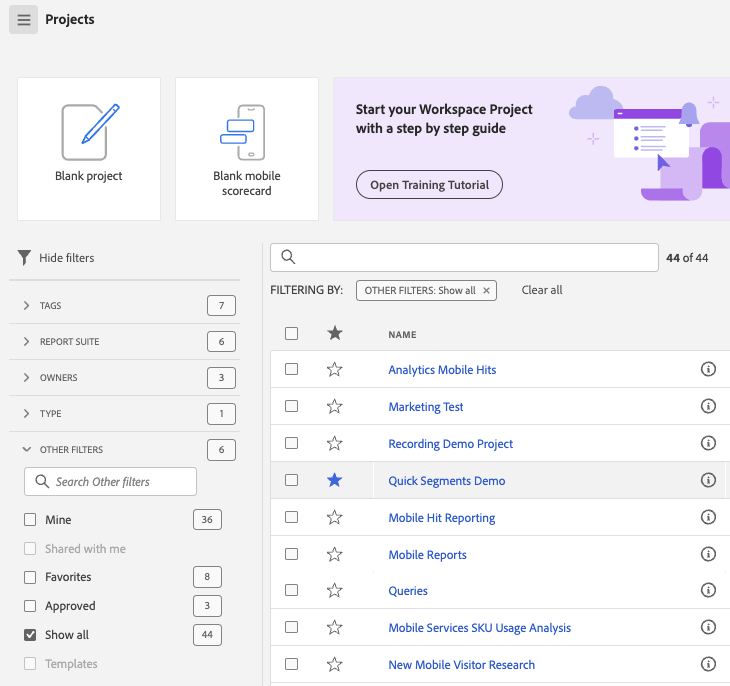 Projects
Blank project
Blank mobile
scorecard
Start your Workspace Project
with a step by step guide
Open Training Tutorial
Hide filters
44 of 44
FILTERING BY:
OTHER FILTERS: Show all ×
Clear all
TAGS 7
REPORT SUITE 6
OWNERS 3
TYPE 1
OTHER FILTERS 6
Search Other filters
Mine 36
Shared with me
Favorites 8
Approved 3
Show all 44
Templates
NAME
Analytics Mobile Hits
Marketing Test
Recording Demo Project
Quick Segments Demo
Mobile Hit Reporting
Mobile Reports
Queries
Mobile Services SKU Usage Analysis
New Mobile Visitor Research